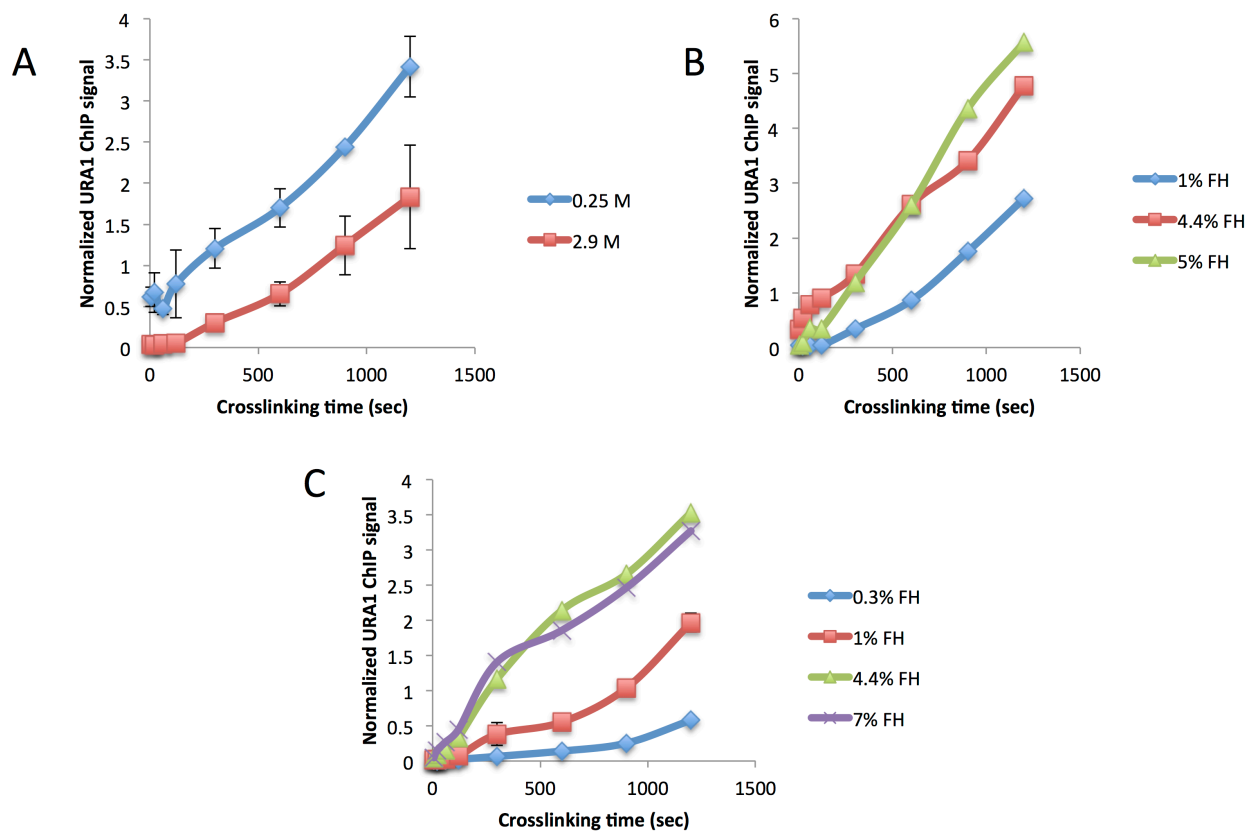 A
Normalized URA1 ChIP signal
4
3.5
3
2.5
2
1.5
1
0.5
0
0 500 1000 1500
Crosslinking time (sec)
0.25 M
2.9 M
B
Normalized URA1 ChIP signal
6
5
4
3
2
1
0
0 500 1000 1500
Crosslinking time (sec)
1% FH
4.4% FH
5% FH
C
Normalized URA1 ChIP signal
4
3.5
3
2.5
2
1.5
1
0.5
0
0 500 1000 1500
Crosslinking time (sec)
0.3% FH
1% FH
4.4% FH
7% FH